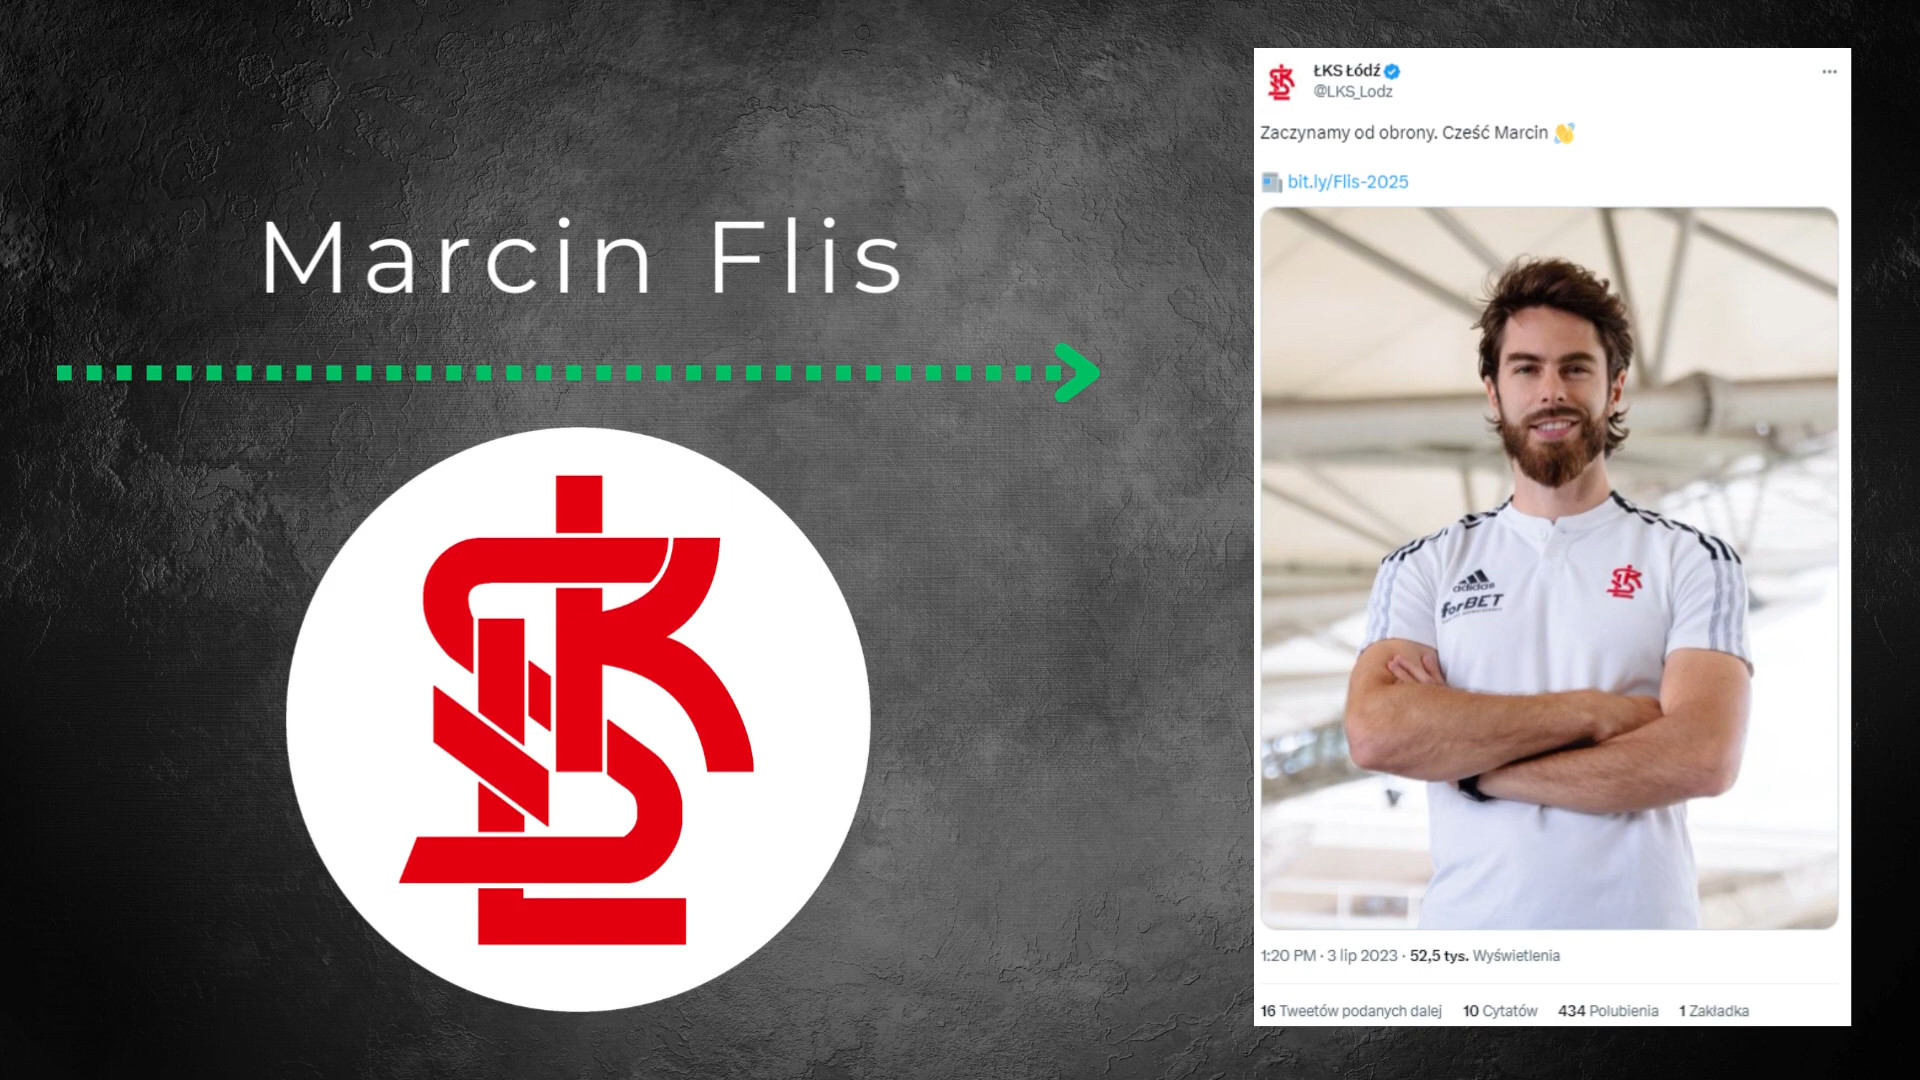 Marcin Flis
ŁKS Łódź
@LKS_Lodz
Zaczynamy od obrony. Cześć Marcin 👋
bit.ly/Flis-2025
adidas
forBET
1:20 PM · 3 lip 2023 · 52,5 tys. Wyświetlenia
16 Tweetów podanych dalej 10 Cytatów 434 Polubienia 1 Zakładka